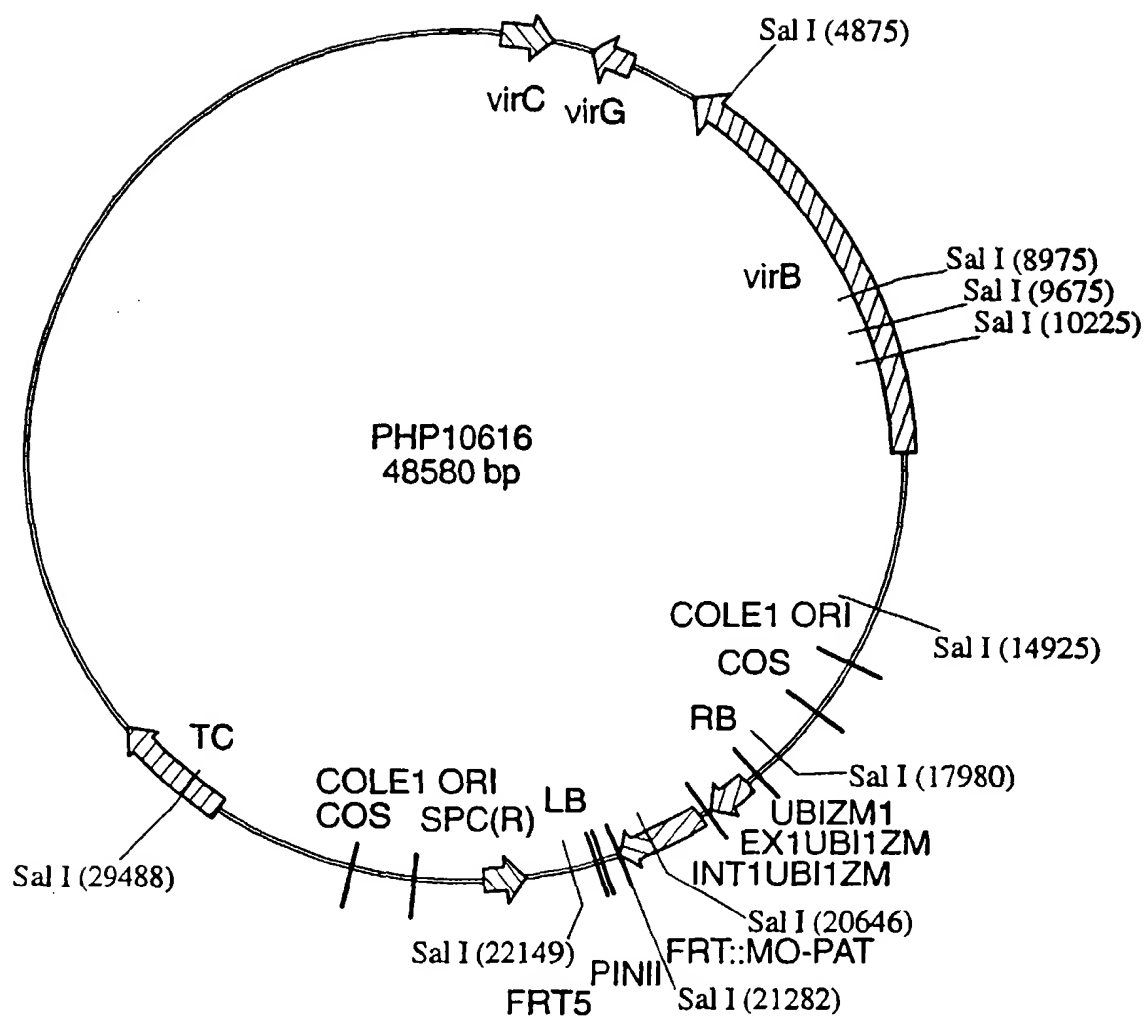 Sal I (4875)
virC
virG
Sal I (8975)
virB
Sal I (9675)
Sal I (10225)
PHP10616
48580 bp
COLE1 ORI
Sal I (14925)
COS
RB
TC
Sal I (17980)
COLE1 ORI
LB
UBIZM1
COS
SPC(R)
EX1UBI1ZM
INT1UBI1ZM
Sal I (29488)
Sal I (20646)
Sal I (22149)
FRT::MO-PAT
PINII
FRT5
Sal I (21282)